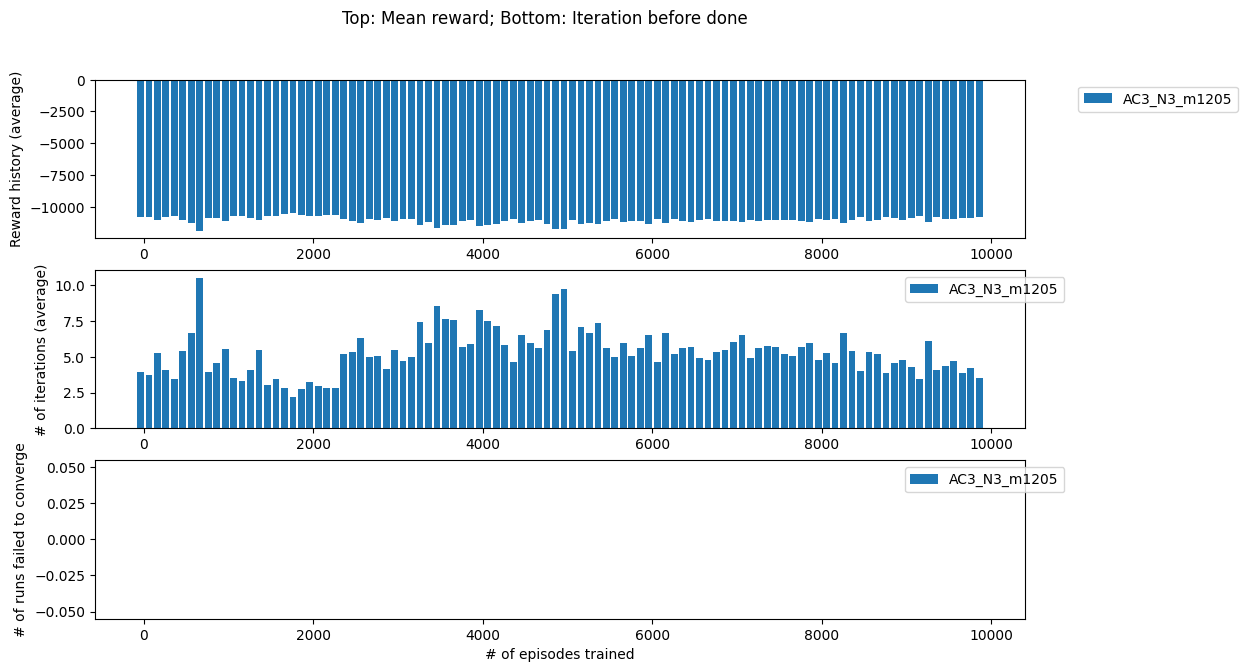 Top: Mean reward; Bottom: Iteration before done
Reward history (average)
0
−2500
−5000
−7500
−10000
0 2000 4000 6000 8000 10000
AC3_N3_m1205
# of iterations (average)
10.0
7.5
5.0
2.5
0.0
0 2000 4000 6000 8000 10000
AC3_N3_m1205
# of runs failed to converge
0.050
0.025
0.000
−0.025
−0.050
0 2000 4000 6000 8000 10000
AC3_N3_m1205
# of episodes trained